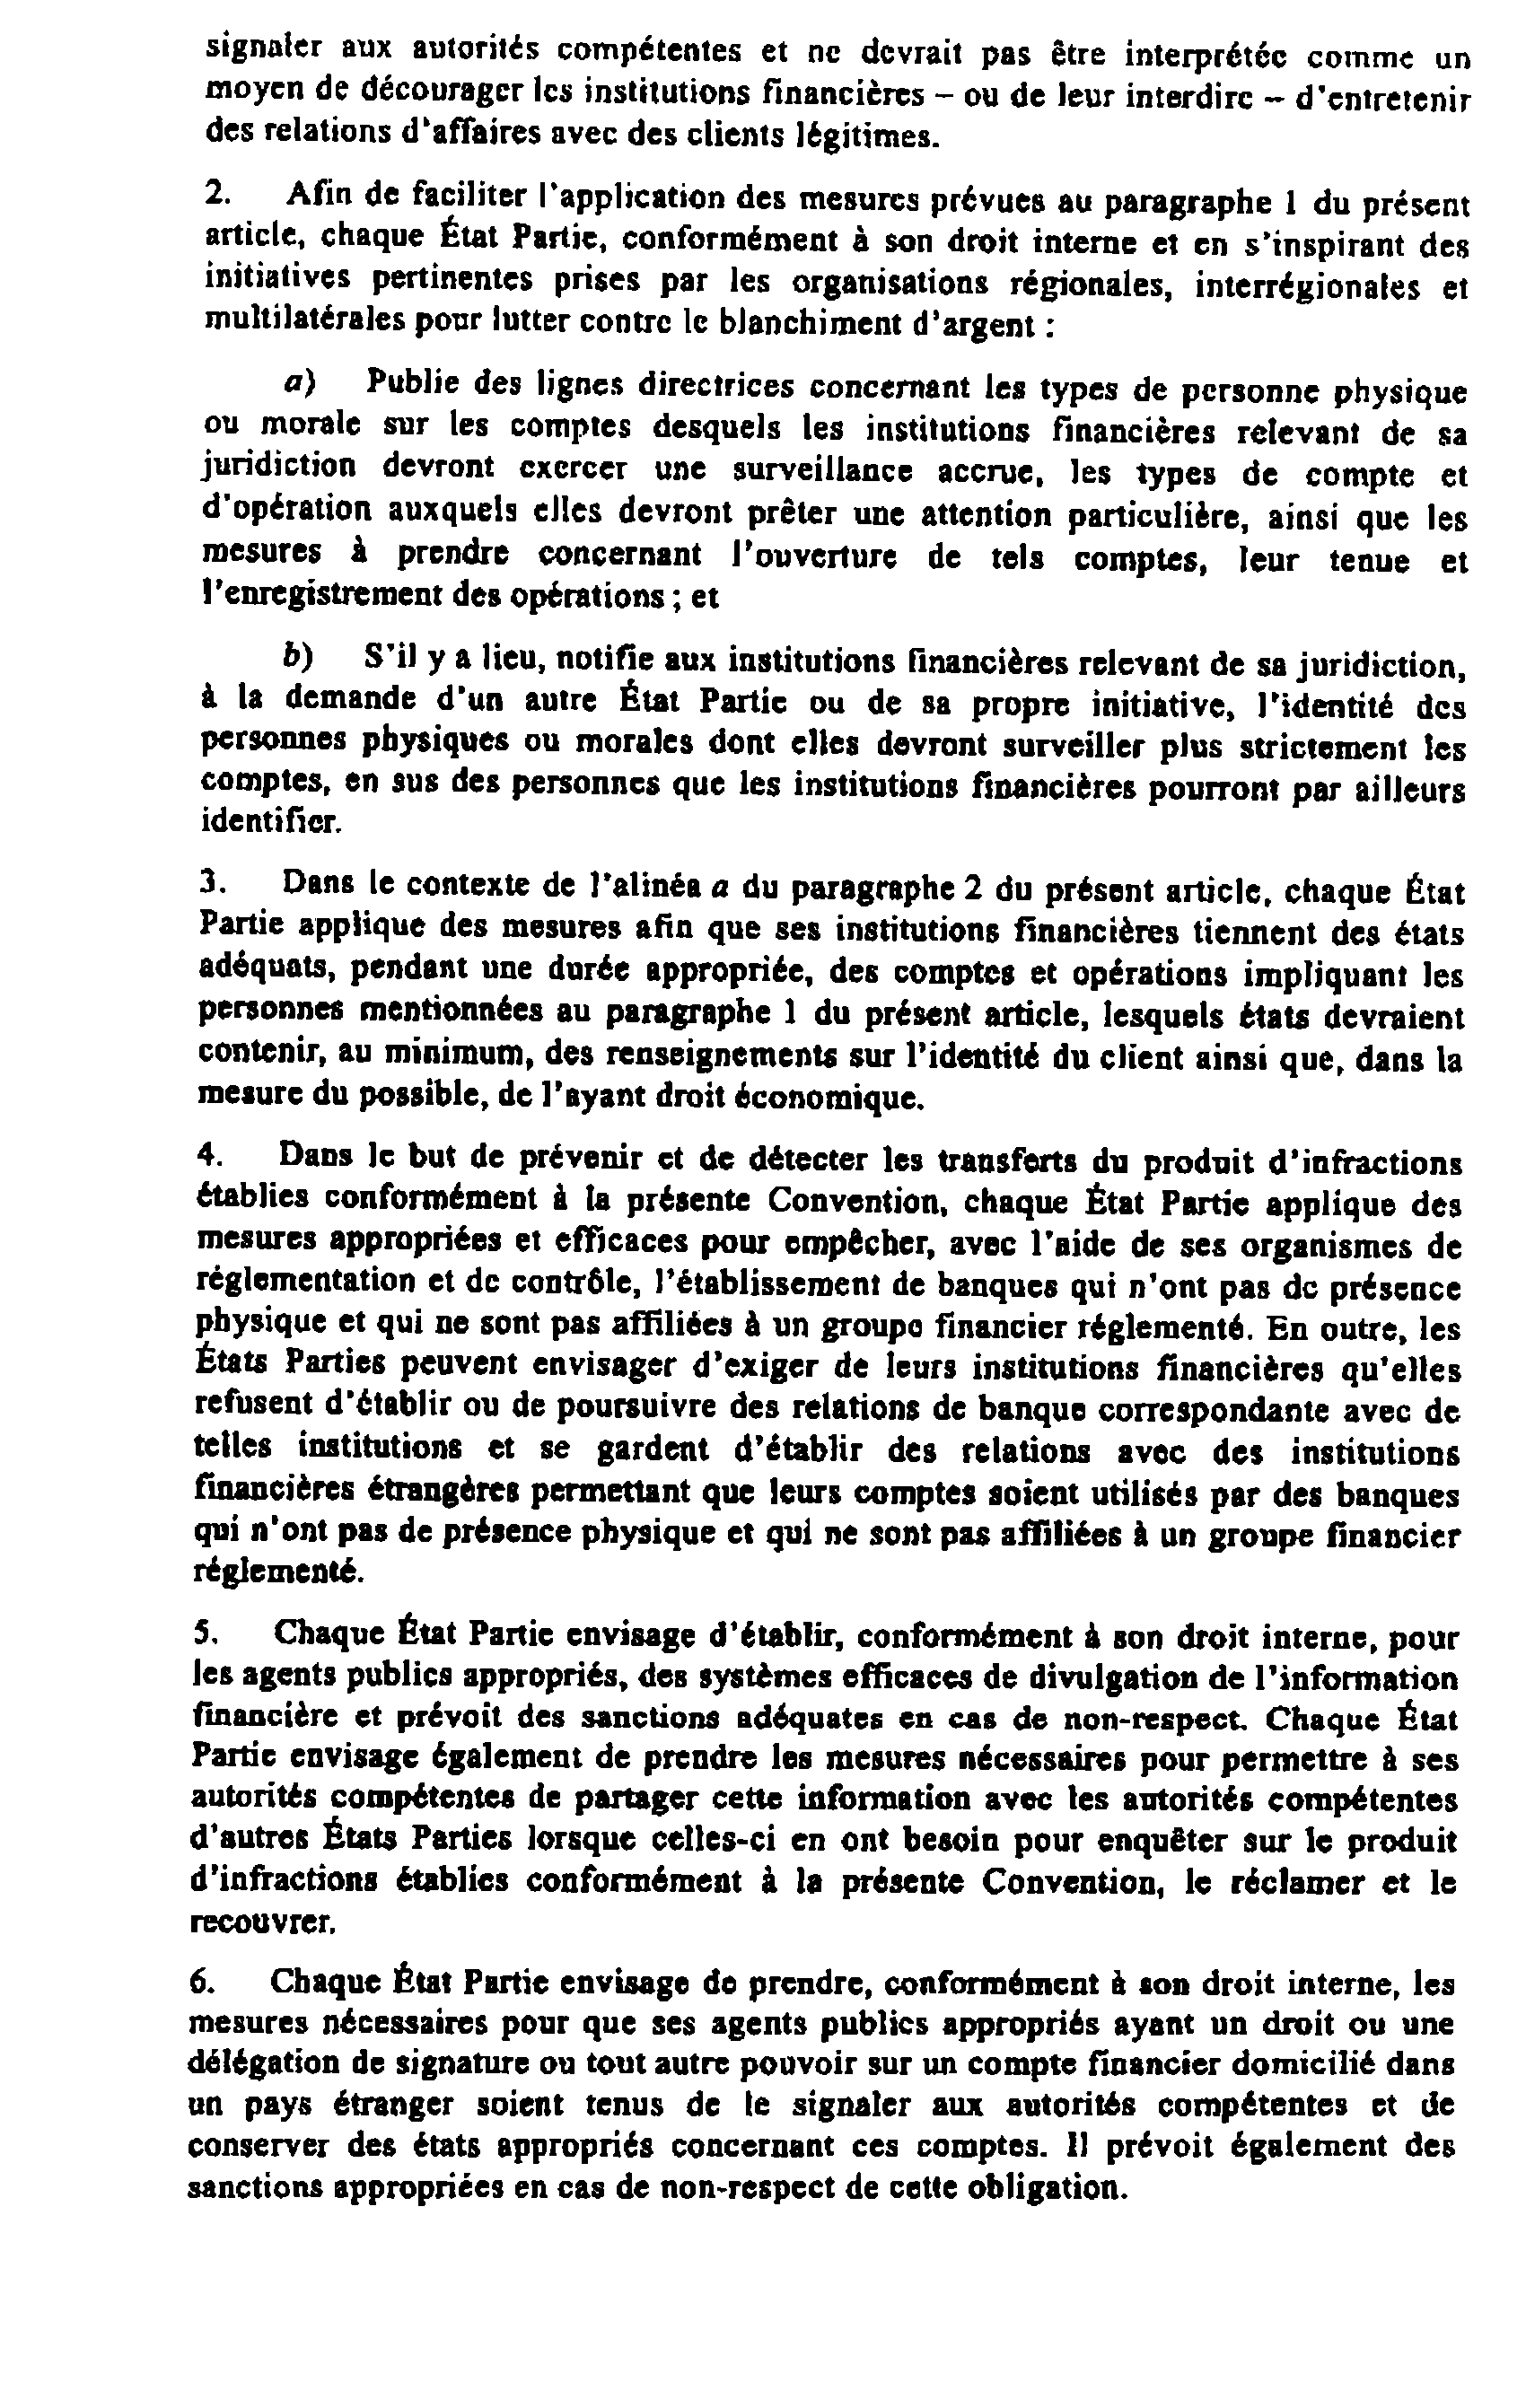 signaler aux autorités compétentes et ne devrait pas être interprétée comme un
moyen de décourager les institutions financières – ou de leur interdire – d'entretenir
des relations d'affaires avec des clients légitimes.
2. Afin de faciliter l'application des mesures prévues au paragraphe 1 du présent
article, chaque État Partie, conformément à son droit interne et en s'inspirant des
initiatives pertinentes prises par les organisations régionales, interrégionales et
multilatérales pour lutter contre le blanchiment d'argent :
a) Publie des lignes directrices concernant les types de personne physique
ou morale sur les comptes desquels les institutions financières relevant de sa
juridiction devront exercer une surveillance accrue, les types de compte et
d'opération auxquels elles devront prêter une attention particulière, ainsi que les
mesures à prendre concernant l'ouverture de tels comptes, leur tenue et
l'enregistrement des opérations ; et
b) S'il y a lieu, notifie aux institutions financières relevant de sa juridiction,
à la demande d'un autre État Partie ou de sa propre initiative, l'identité des
personnes physiques ou morales dont elles devront surveiller plus strictement les
comptes, en sus des personnes que les institutions financières pourront par ailleurs
identifier.
3. Dans le contexte de l'alinéa a du paragraphe 2 du présent article, chaque État
Partie applique des mesures afin que ses institutions financières tiennent des états
adéquats, pendant une durée appropriée, des comptes et opérations impliquant les
personnes mentionnées au paragraphe 1 du présent article, lesquels états devraient
contenir, au minimum, des renseignements sur l'identité du client ainsi que, dans la
mesure du possible, de l'ayant droit économique.
4. Dans le but de prévenir et de détecter les transferts du produit d'infractions
établies conformément à la présente Convention, chaque État Partie applique des
mesures appropriées et efficaces pour empêcher, avec l'aide de ses organismes de
réglementation et de contrôle, l'établissement de banques qui n'ont pas de présence
physique et qui ne sont pas affiliées à un groupe financier réglementé. En outre, les
États Parties peuvent envisager d'exiger de leurs institutions financières qu'elles
refusent d'établir ou de poursuivre des relations de banque correspondante avec de
telles institutions et se gardent d'établir des relations avec des institutions
financières étrangères permettant que leurs comptes soient utilisés par des banques
qui n'ont pas de présence physique et qui ne sont pas affiliées à un groupe financier
réglementé.
5. Chaque État Partie envisage d'établir, conformément à son droit interne, pour
les agents publics appropriés, des systèmes efficaces de divulgation de l'information
financière et prévoit des sanctions adéquates en cas de non-respect. Chaque État
Partie envisage également de prendre les mesures nécessaires pour permettre à ses
autorités compétentes de partager cette information avec les autorités compétentes
d'autres États Parties lorsque celles-ci en ont besoin pour enquêter sur le produit
d'infractions établies conformément à la présente Convention, le réclamer et le
recouvrer.
6. Chaque État Partie envisage de prendre, conformément à son droit interne, les
mesures nécessaires pour que ses agents publics appropriés ayant un droit ou une
délégation de signature ou tout autre pouvoir sur un compte financier domicilié dans
un pays étranger soient tenus de le signaler aux autorités compétentes et de
conserver des états appropriés concernant ces comptes. Il prévoit également des
sanctions appropriées en cas de non-respect de cette obligation.